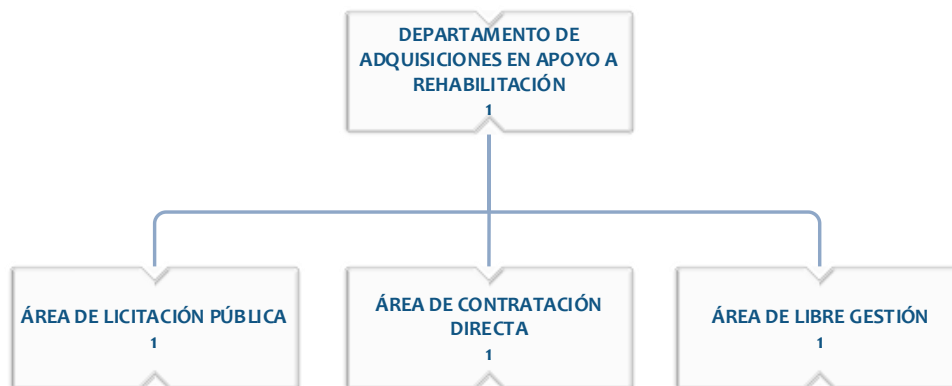 DEPARTAMENTO DE
ADQUISICIONES EN APOYO A
REHABILITACIÓN
1
ÁREA DE LICITACIÓN PÚBLICA
1
ÁREA DE CONTRATACIÓN
DIRECTA
1
ÁREA DE LIBRE GESTIÓN
1